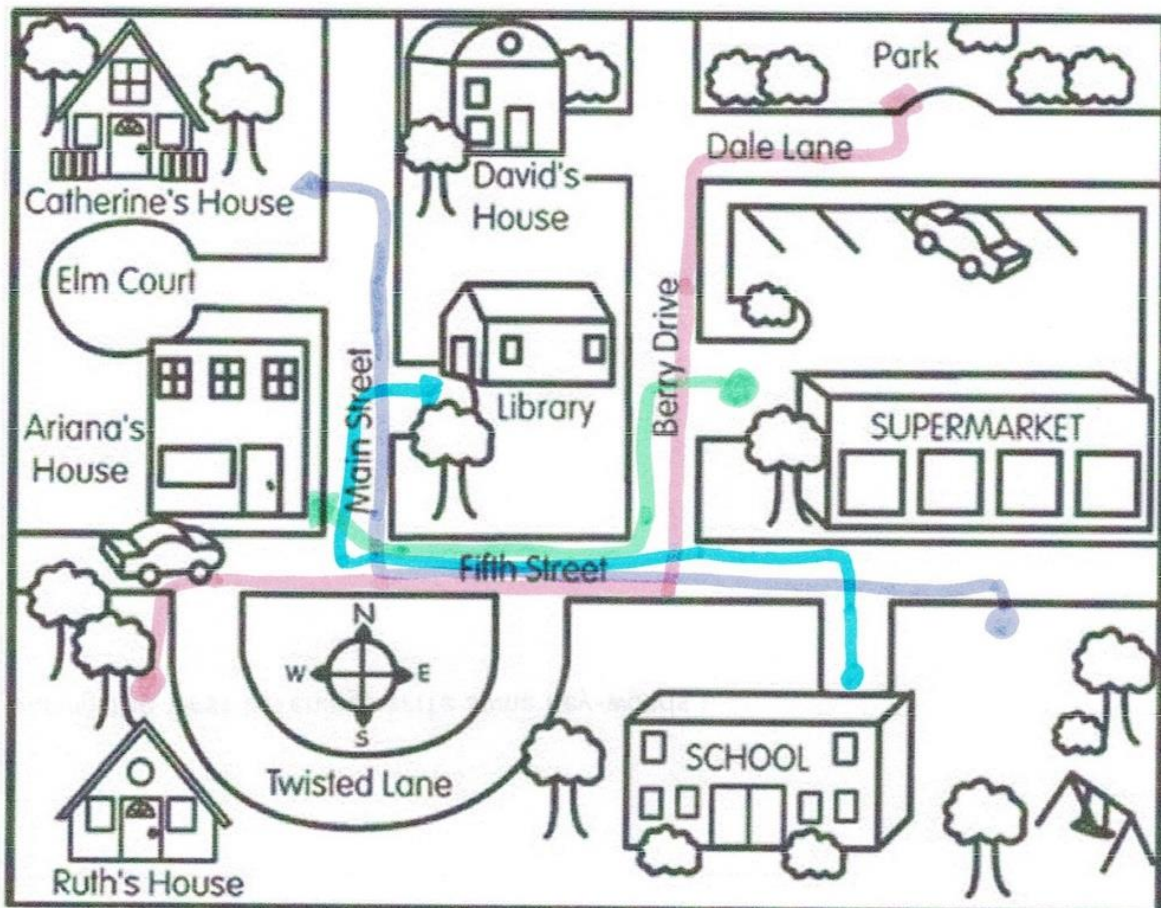 Park
Dale Lane
David's
House
Catherine's House
Elm Court
Main Street
Berry Drive
Library
Ariana's
House
SUPERMARKET
Fifth Street
N
W E
S
SCHOOL
Twisted Lane
Ruth's House